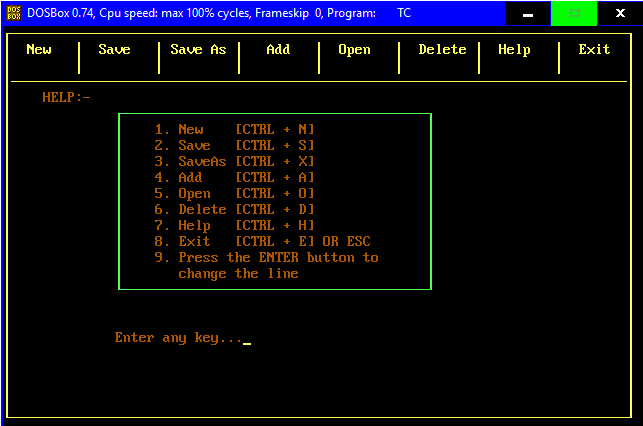 DOS BOX DOSBox 0.74, Cpu speed: max 100% cycles, Frameskip 0, Program: TC
New Save Save As Add Open Delete Help Exit
HELP:-
1. New [CTRL + N]
2. Save [CTRL + S]
3. SaveAs [CTRL + X]
4. Add [CTRL + A]
5. Open [CTRL + O]
6. Delete [CTRL + D]
7. Help [CTRL + H]
8. Exit [CTRL + E] OR ESC
9. Press the ENTER button to
change the line
Enter any key..._